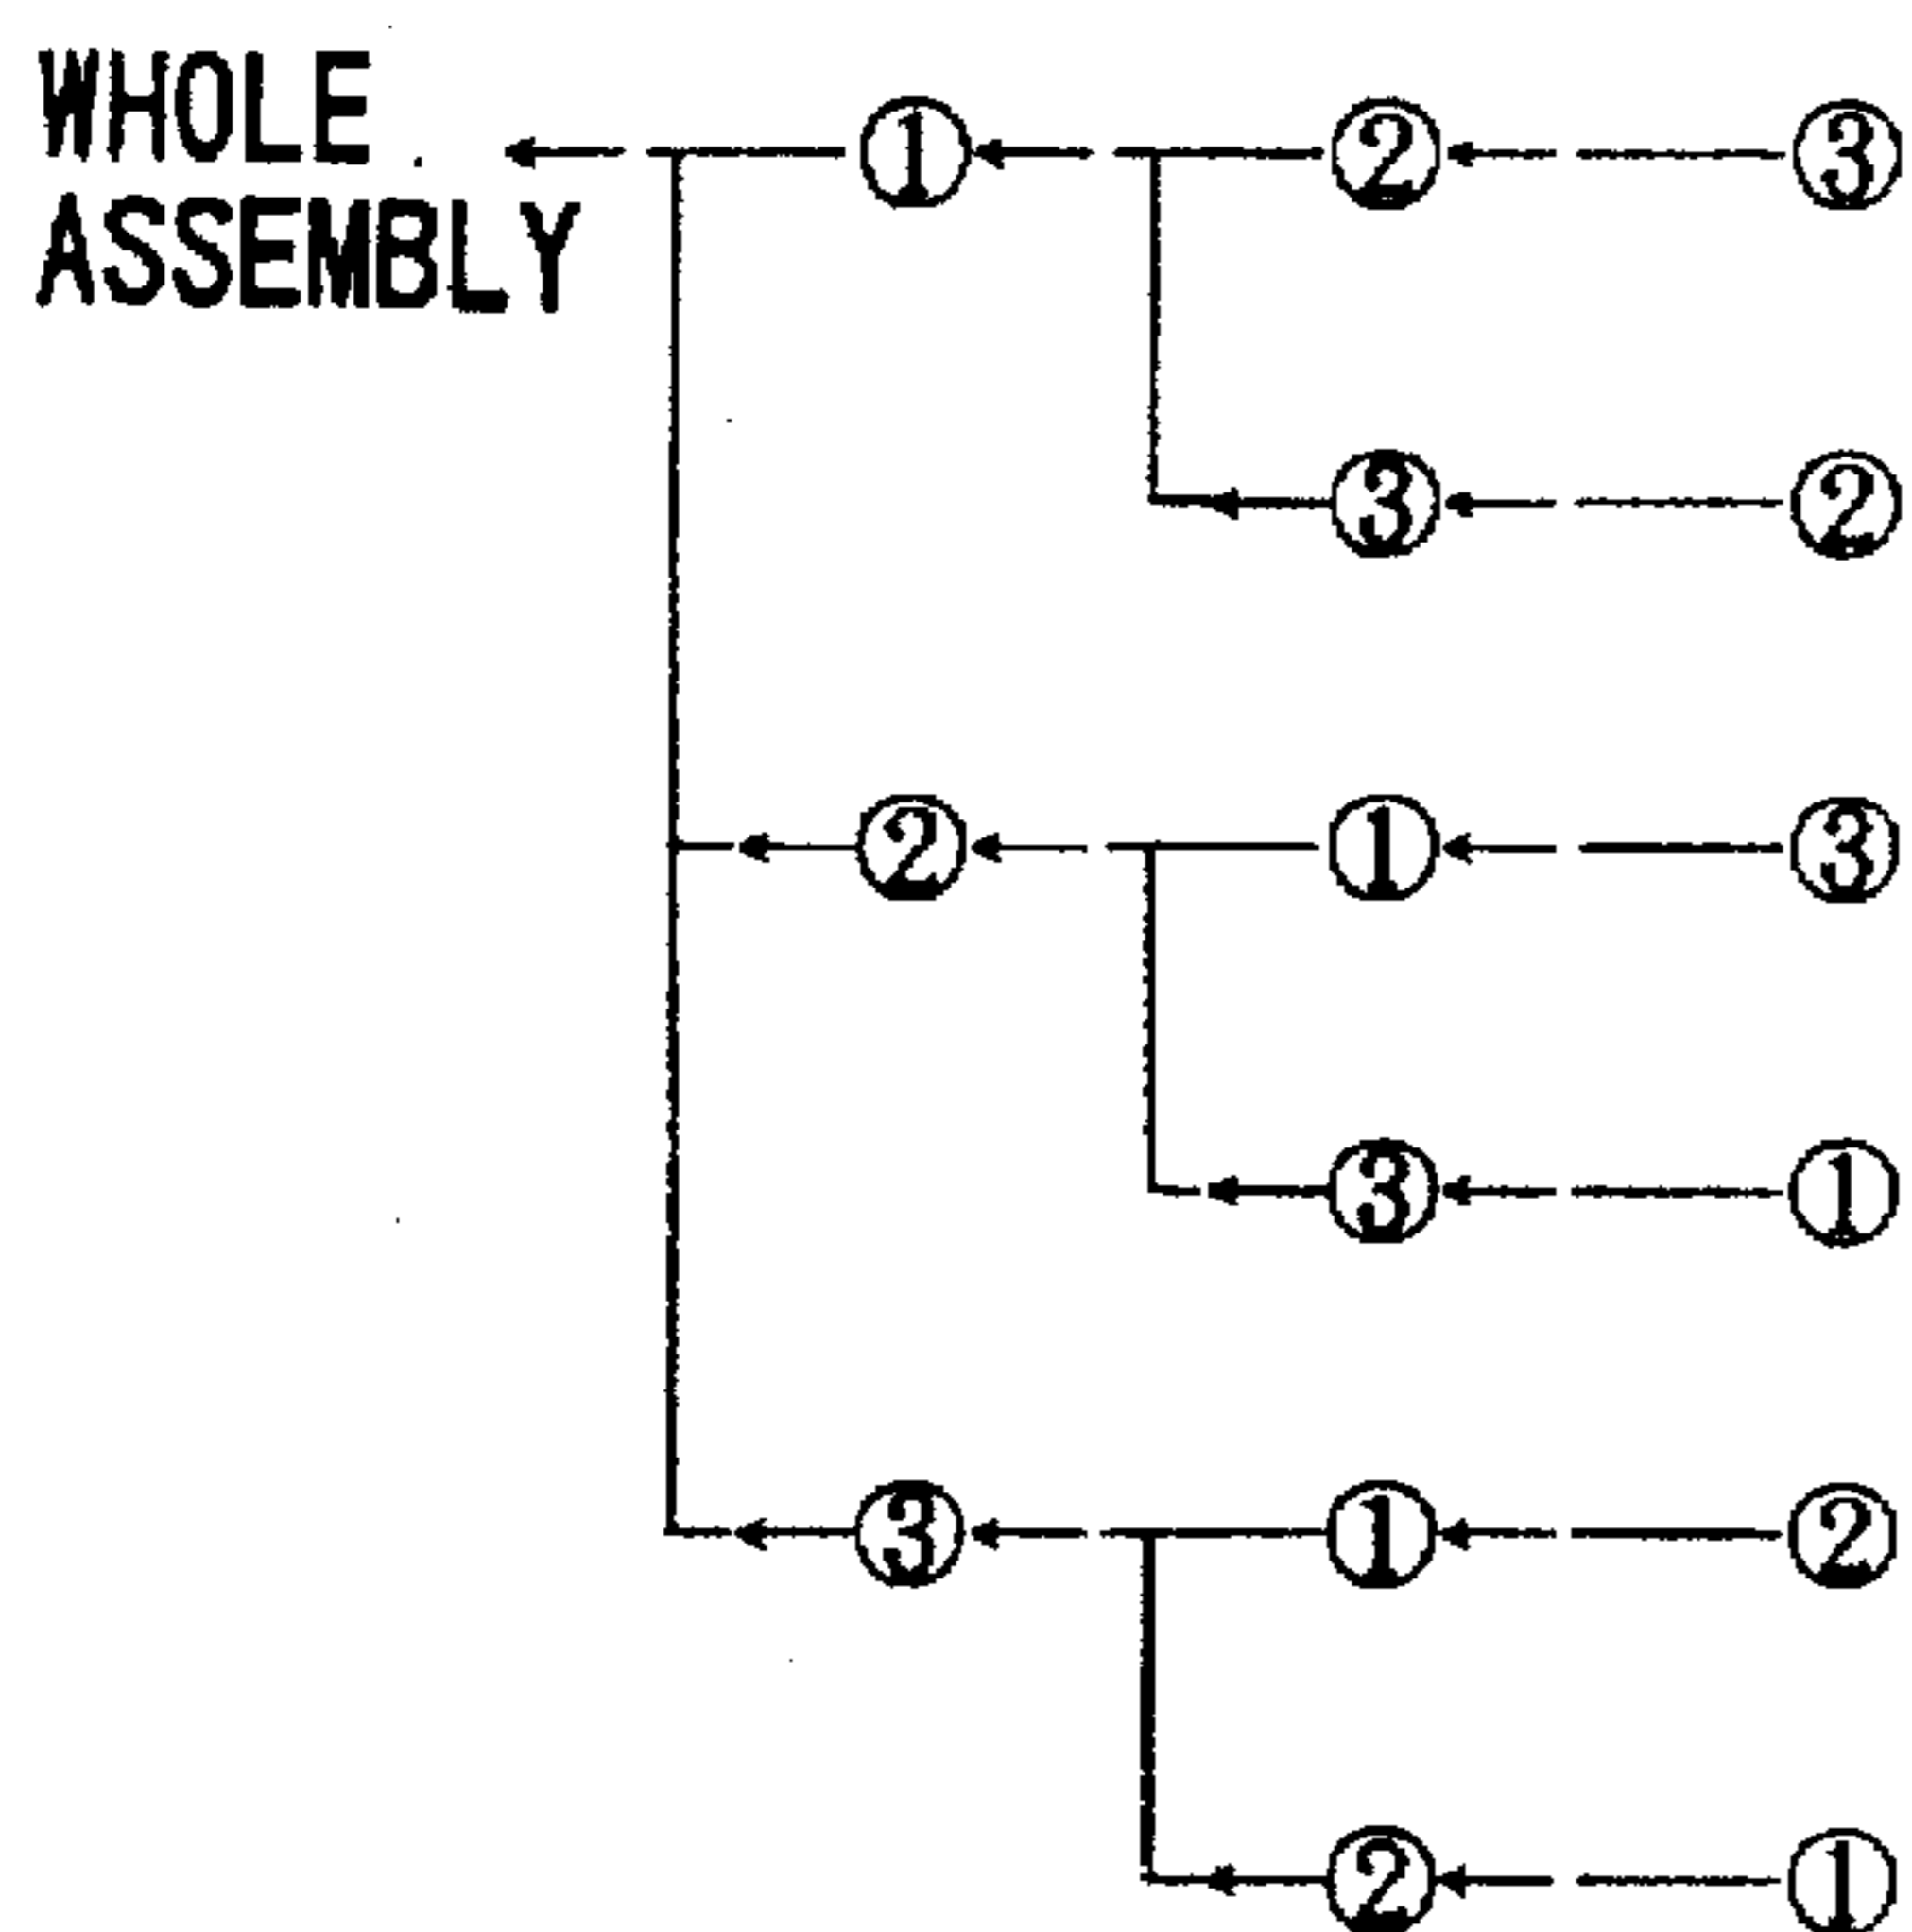 WHOLE
ASSEMBLY
① ② ③
③ ②
② ① ③
③ ①
③ ① ②
② ①